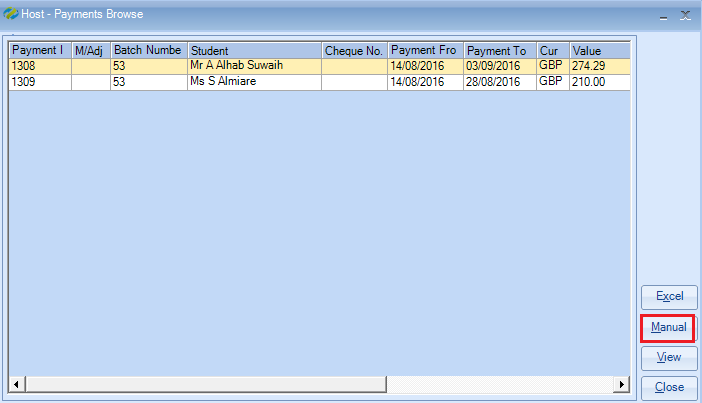 Host - Payments Browse
Payment I M/Adj Batch Numbe Student Cheque No. Payment Fro Payment To Cur Value
1308 53 Mr A Alhab Suwaih 14/08/2016 03/09/2016 GBP 274.29
1309 53 Ms S Almiare 14/08/2016 28/08/2016 GBP 210.00
Excel
Manual
View
Close